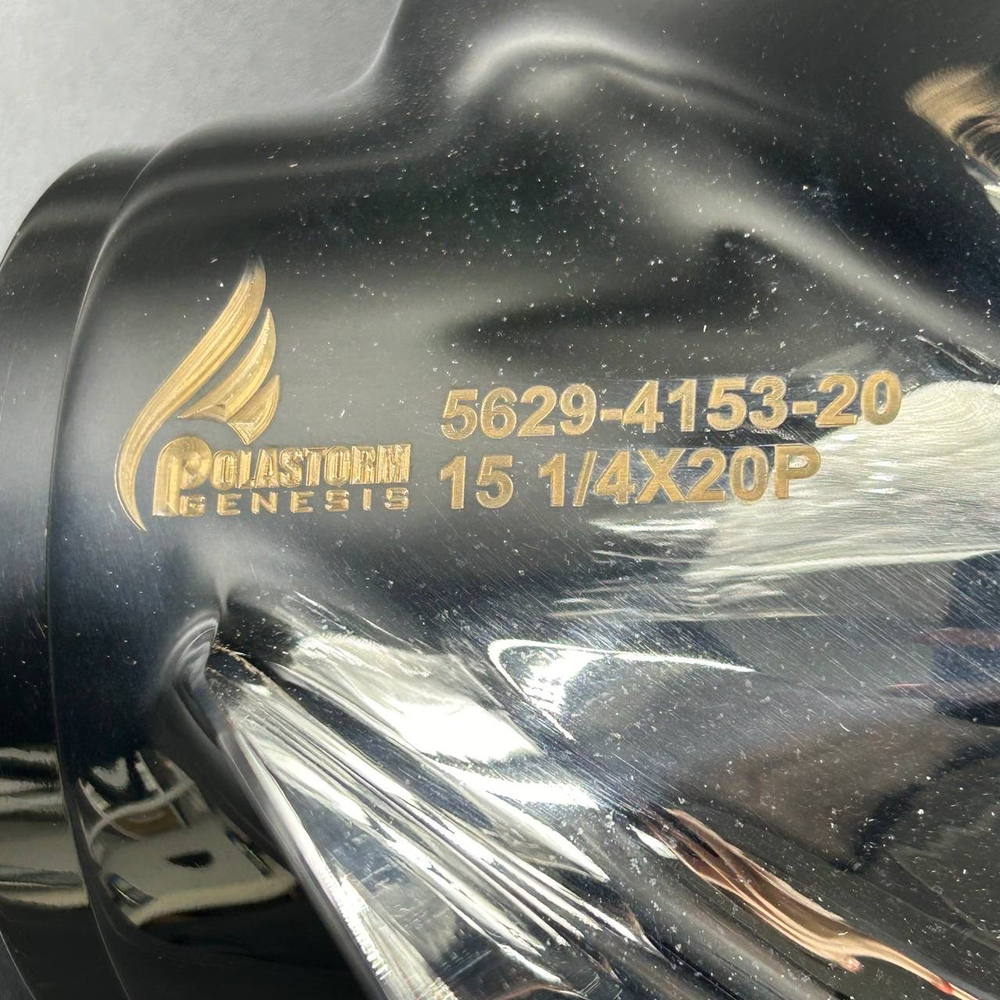 POLASTORM
GENESIS
5629-4153-20
15 1/4X20P